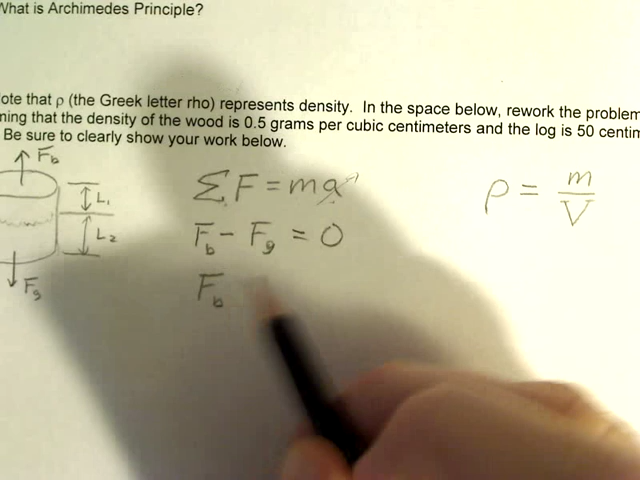 What is Archimedes Principle?
ote that ρ (the Greek letter rho) represents density. In the space below, rework the problem
ming that the density of the wood is 0.5 grams per cubic centimeters and the log is 50 centim
Be sure to clearly show your work below.
F_b
L₁
L₂
F_g
ΣF = ma
F_b - F_g = 0
F_b
ρ = m/V